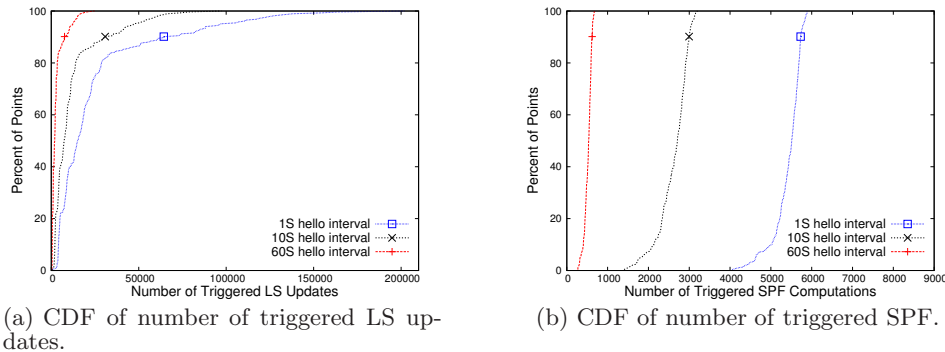 100
80
60
40
20
0
Percent of Points
0 50000 100000 150000 200000
Number of Triggered LS Updates
1S hello interval
10S hello interval
60S hello interval
(a) CDF of number of triggered LS up-
dates.
100
80
60
40
20
0
Percent of Points
0 1000 2000 3000 4000 5000 6000 7000 8000 9000
Number of Triggered SPF Computations
1S hello interval
10S hello interval
60S hello interval
(b) CDF of number of triggered SPF.